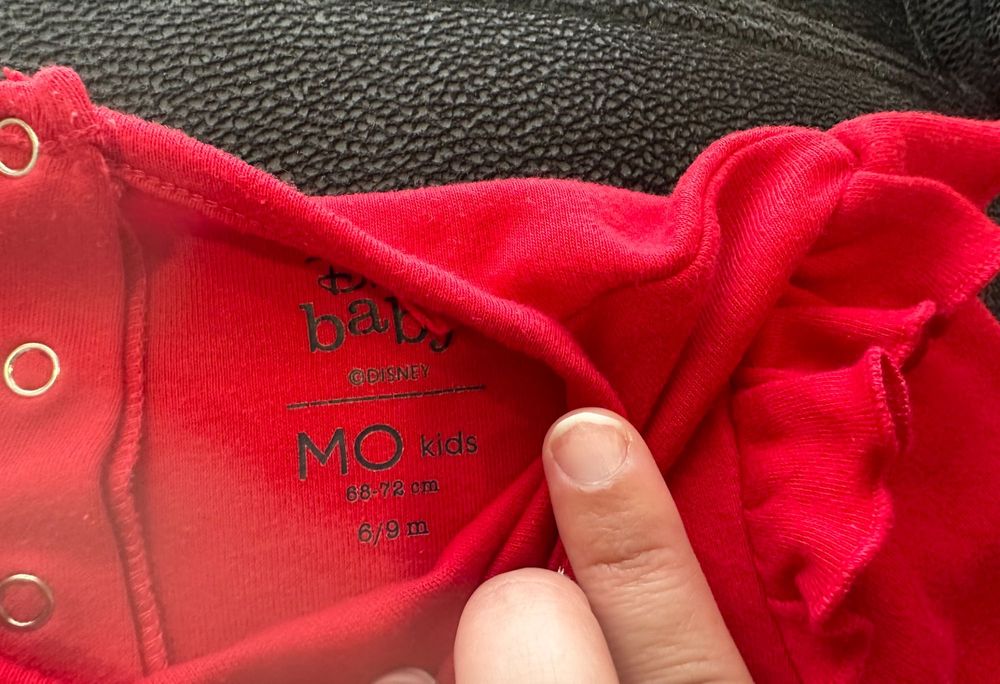 baby
©DISNEY
MO kids
68-72 cm
6/9 m